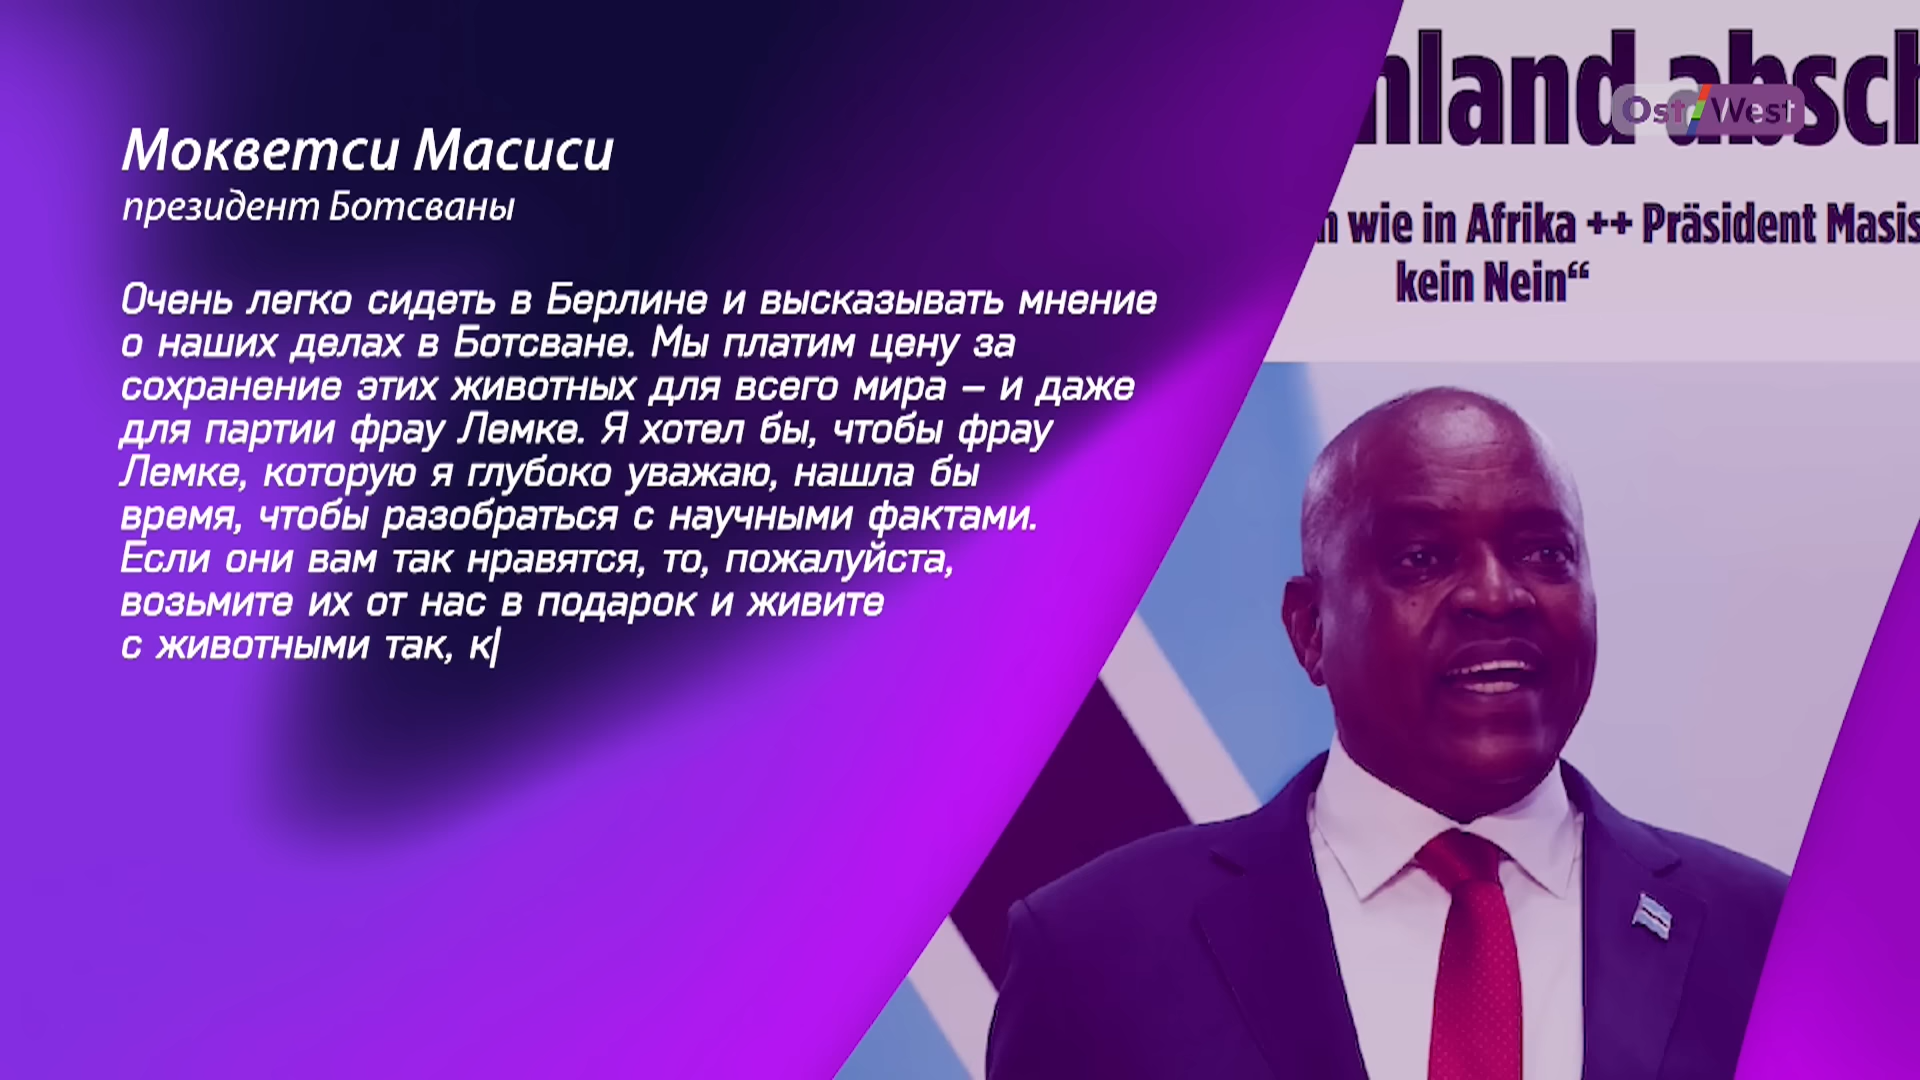 Мокветси Масиси
президент Ботсваны
Очень легко сидеть в Берлине и высказывать мнение
о наших делах в Ботсване. Мы платим цену за
сохранение этих животных для всего мира – и даже
для партии фрау Лемке. Я хотел бы, чтобы фрау
Лемке, которую я глубоко уважаю, нашла бы
время, чтобы разобраться с научными фактами.
Если они вам так нравятся, то, пожалуйста,
возьмите их от нас в подарок и живите
с животными так, к
nland absch
Ost West
n wie in Afrika ++ Präsident Masis
kein Nein“